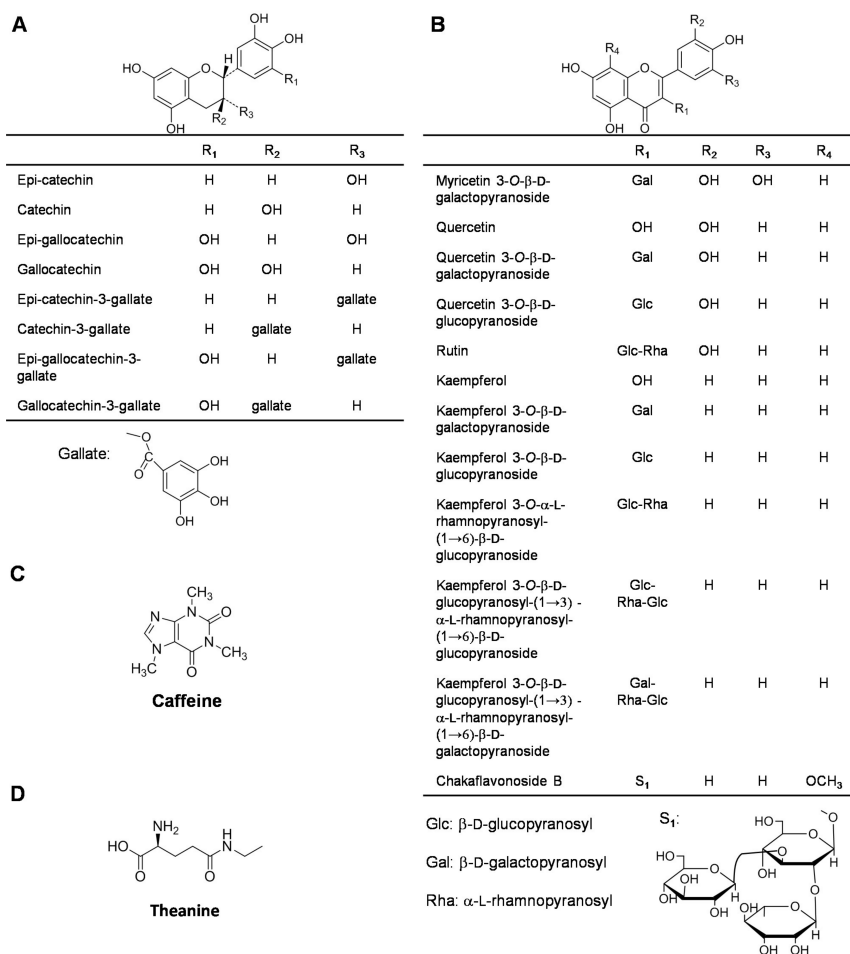 A
OH
OH
HO
O
H
R1
R3
R2
OH
R1 R2 R3
Epi-catechin H H OH
Catechin H OH H
Epi-gallocatechin OH H OH
Gallocatechin OH OH H
Epi-catechin-3-gallate H H gallate
Catechin-3-gallate H gallate H
Epi-gallocatechin-3- OH H gallate
gallate
Gallocatechin-3-gallate OH gallate H
Gallate:
O
C
O
OH
OH
OH
C
CH3
N
N
O
N
N
CH3
H3C
O
Caffeine
D
NH2
HO
H
N
O
O
Theanine
B
R2
R4
OH
HO
O
R3
R1
OH
O
R1 R2 R3 R4
Myricetin 3-O-β-D- Gal OH OH H
galactopyranoside
Quercetin OH OH H H
Quercetin 3-O-β-D- Gal OH H H
galactopyranoside
Quercetin 3-O-β-D- Glc OH H H
glucopyranoside
Rutin Glc-Rha OH H H
Kaempferol OH H H H
Kaempferol 3-O-β-D- Gal H H H
galactopyranoside
Kaempferol 3-O-β-D- Glc H H H
glucopyranoside
Kaempferol 3-O-α-L- Glc-Rha H H H
rhamnopyranosyl-
(1→6)-β-D-
glucopyranoside
Kaempferol 3-O-β-D- Glc- H H H
glucopyranosyl-(1→3) - Rha-Glc
α-L-rhamnopyranosyl-
(1→6)-β-D-
glucopyranoside
Kaempferol 3-O-β-D- Gal- H H H
glucopyranosyl-(1→3) - Rha-Glc
α-L-rhamnopyranosyl-
(1→6)-β-D-
galactopyranoside
Chakaflavonoside B S1 H H OCH3
Glc: β-D-glucopyranosyl
Gal: β-D-galactopyranosyl
Rha: α-L-rhamnopyranosyl
S1:
O
HO
HO
O
O
H
OH
HO
OH
O
HO
OH
H
O
OH
O
H
OH
OH